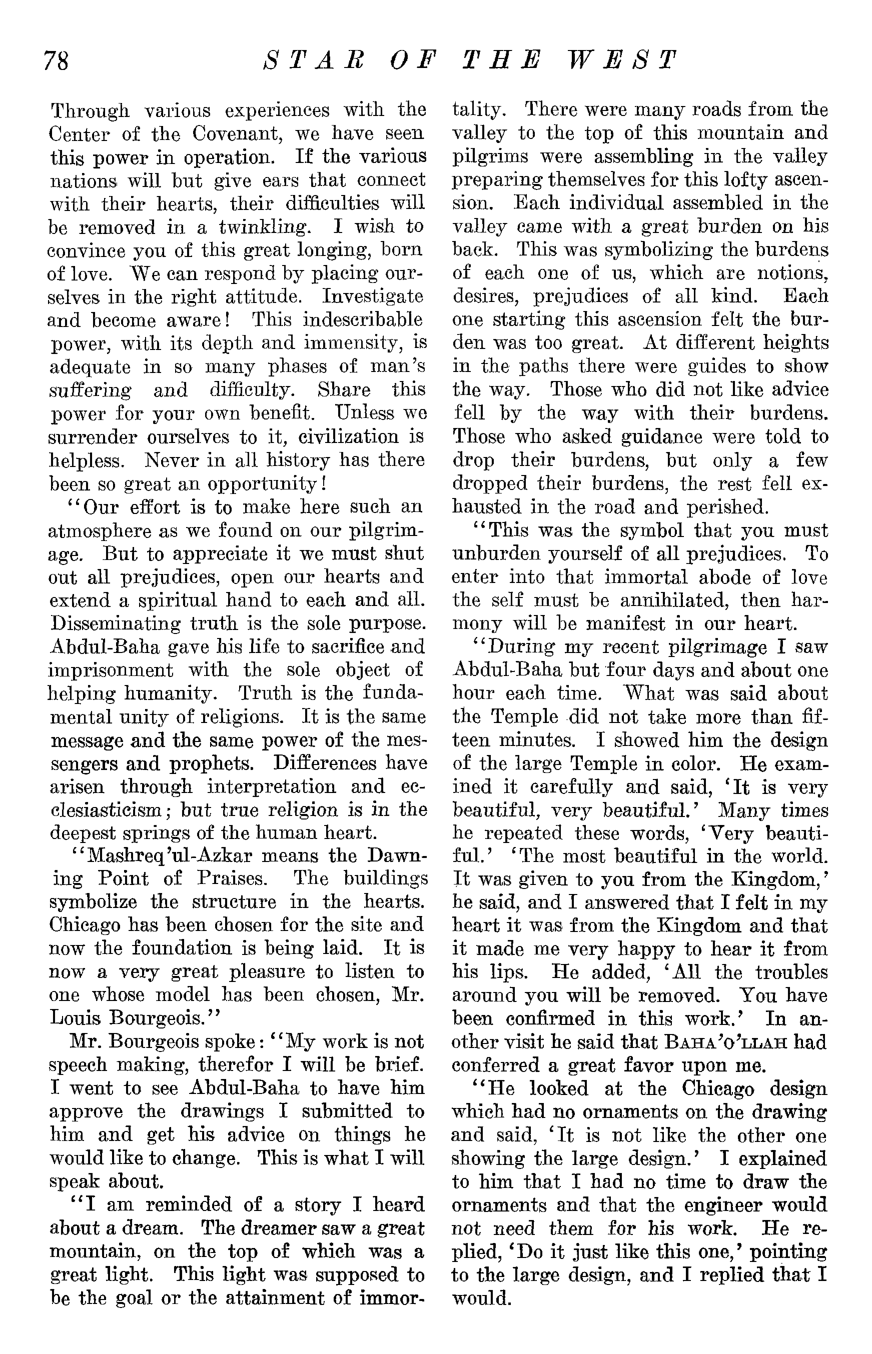 78
STAR OF THE WEST
Through various experiences with the
Center of the Covenant, we have seen
this power in operation. If the various
nations will but give ears that connect
with their hearts, their difficulties will
be removed in a twinkling. I wish to
convince you of this great longing, born
of love. We can respond by placing our-
selves in the right attitude. Investigate
and become aware! This indescribable
power, with its depth and immensity, is
adequate in so many phases of man's
suffering and difficulty. Share this
power for your own benefit. Unless we
surrender ourselves to it, civilization is
helpless. Never in all history has there
been so great an opportunity!
"Our effort is to make here such an
atmosphere as we found on our pilgrim-
age. But to appreciate it we must shut
out all prejudices, open our hearts and
extend a spiritual hand to each and all.
Disseminating truth is the sole purpose.
Abdul-Baha gave his life to sacrifice and
imprisonment with the sole object of
helping humanity. Truth is the funda-
mental unity of religions. It is the same
message and the same power of the mes-
sengers and prophets. Differences have
arisen through interpretation and ec-
clesiasticism; but true religion is in the
deepest springs of the human heart.
"Mashreq'ul-Azkar means the Dawn-
ing Point of Praises. The buildings
symbolize the structure in the hearts.
Chicago has been chosen for the site and
now the foundation is being laid. It is
now a very great pleasure to listen to
one whose model has been chosen, Mr.
Louis Bourgeois."
Mr. Bourgeois spoke: "My work is not
speech making, therefor I will be brief.
I went to see Abdul-Baha to have him
approve the drawings I submitted to
him and get his advice on things he
would like to change. This is what I will
speak about.
"I am reminded of a story I heard
about a dream. The dreamer saw a great
mountain, on the top of which was a
great light. This light was supposed to
be the goal or the attainment of immor-
tality. There were many roads from the
valley to the top of this mountain and
pilgrims were assembling in the valley
preparing themselves for this lofty ascen-
sion. Each individual assembled in the
valley came with a great burden on his
back. This was symbolizing the burdens
of each one of us, which are notions,
desires, prejudices of all kind. Each
one starting this ascension felt the bur-
den was too great. At different heights
in the paths there were guides to show
the way. Those who did not like advice
fell by the way with their burdens.
Those who asked guidance were told to
drop their burdens, but only a few
dropped their burdens, the rest fell ex-
hausted in the road and perished.
"This was the symbol that you must
unburden yourself of all prejudices. To
enter into that immortal abode of love
the self must be annihilated, then har-
mony will be manifest in our heart.
"During my recent pilgrimage I saw
Abdul-Baha but four days and about one
hour each time. What was said about
the Temple did not take more than fif-
teen minutes. I showed him the design
of the large Temple in color. He exam-
ined it carefully and said, 'It is very
beautiful, very beautiful.' Many times
he repeated these words, 'Very beauti-
ful.' 'The most beautiful in the world.
It was given to you from the Kingdom,'
he said, and I answered that I felt in my
heart it was from the Kingdom and that
it made me very happy to hear it from
his lips. He added, 'All the troubles
around you will be removed. You have
been confirmed in this work.' In an-
other visit he said that BAHA'O'LLAH had
conferred a great favor upon me.
"He looked at the Chicago design
which had no ornaments on the drawing
and said, 'It is not like the other one
showing the large design.' I explained
to him that I had no time to draw the
ornaments and that the engineer would
not need them for his work. He re-
plied, 'Do it just like this one,' pointing
to the large design, and I replied that I
would.